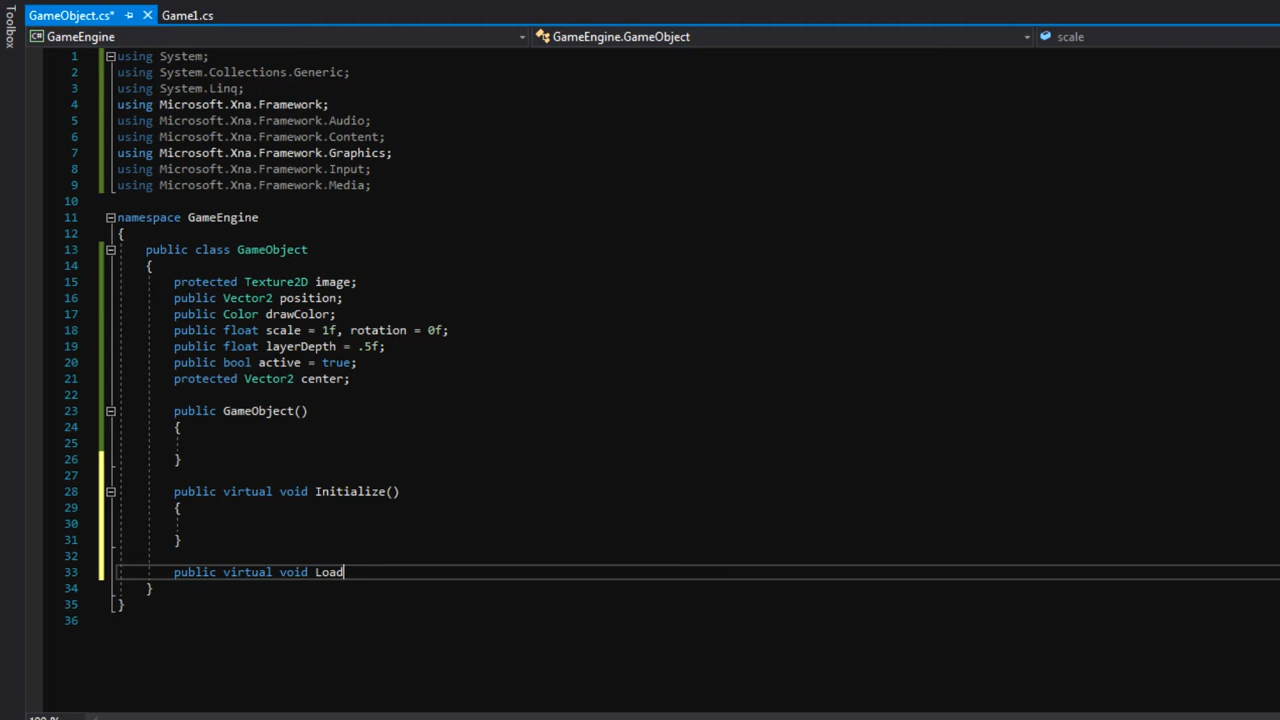 Toolbox
GameObject.cs* Game1.cs
GameEngine GameEngine.GameObject scale
1 using System;
2 using System.Collections.Generic;
3 using System.Linq;
4 using Microsoft.Xna.Framework;
5 using Microsoft.Xna.Framework.Audio;
6 using Microsoft.Xna.Framework.Content;
7 using Microsoft.Xna.Framework.Graphics;
8 using Microsoft.Xna.Framework.Input;
9 using Microsoft.Xna.Framework.Media;
10
11 namespace GameEngine
12 {
13 public class GameObject
14 {
15 protected Texture2D image;
16 public Vector2 position;
17 public Color drawColor;
18 public float scale = 1f, rotation = 0f;
19 public float layerDepth = .5f;
20 public bool active = true;
21 protected Vector2 center;
22
23 public GameObject()
24 {
25
26 }
27
28 public virtual void Initialize()
29 {
30
31 }
32
33 public virtual void Load
34 }
35 }
36